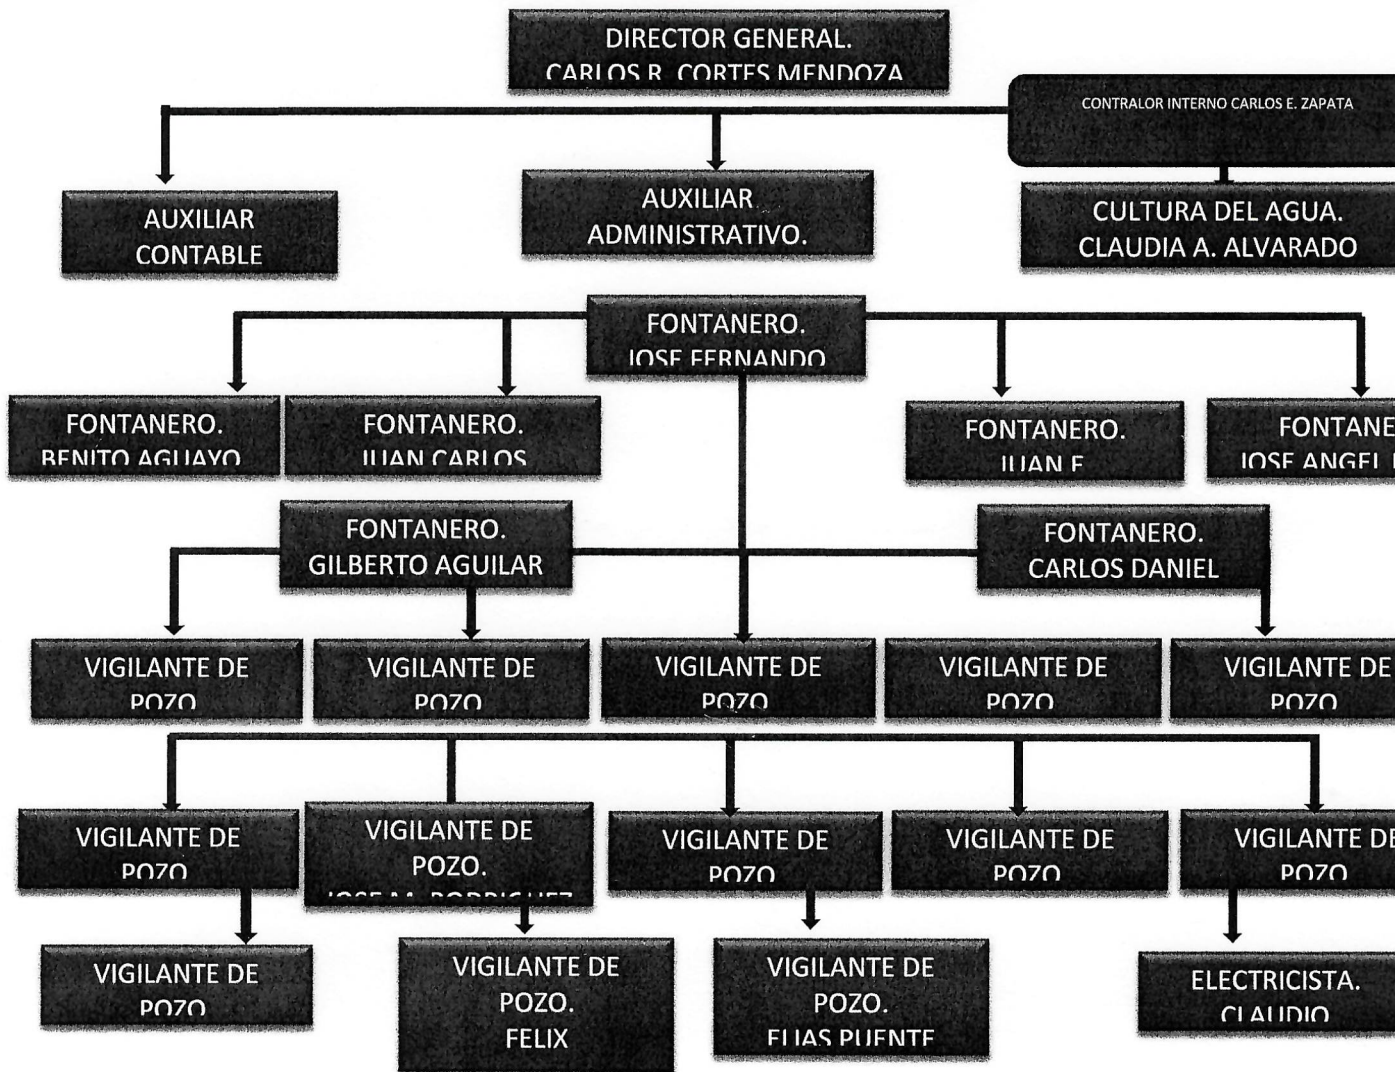 DIRECTOR GENERAL.
CARLOS R. CORTES MENDOZA
CONTRALOR INTERNO CARLOS E. ZAPATA
AUXILIAR
CONTABLE
AUXILIAR
ADMINISTRATIVO.
CULTURA DEL AGUA.
CLAUDIA A. ALVARADO
FONTANERO.
JOSE FERNANDO
FONTANERO.
BENITO AGUAYO
FONTANERO.
JUAN CARLOS
FONTANERO.
JUAN F
FONTANE
JOSE ANGEL
FONTANERO.
GILBERTO AGUILAR
FONTANERO.
CARLOS DANIEL
VIGILANTE DE
POZO
VIGILANTE DE
POZO
VIGILANTE DE
POZO
VIGILANTE DE
POZO
VIGILANTE DE
POZO
VIGILANTE DE
POZO
VIGILANTE DE
POZO.
JOSE M. RODRIGUEZ
VIGILANTE DE
POZO
VIGILANTE DE
POZO
VIGILANTE DE
POZO
VIGILANTE DE
POZO
VIGILANTE DE
POZO.
FELIX
VIGILANTE DE
POZO.
ELIAS PUENTE
ELECTRICISTA.
CLAUDIO